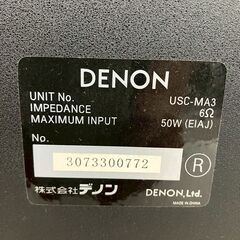 DENON
UNIT No. USC-MA3
IMPEDANCE 6Ω
MAXIMUM INPUT 50W (EIAJ)
No.
3073300772
R
株式会社デノン DENON, Ltd.
MADE IN CHINA